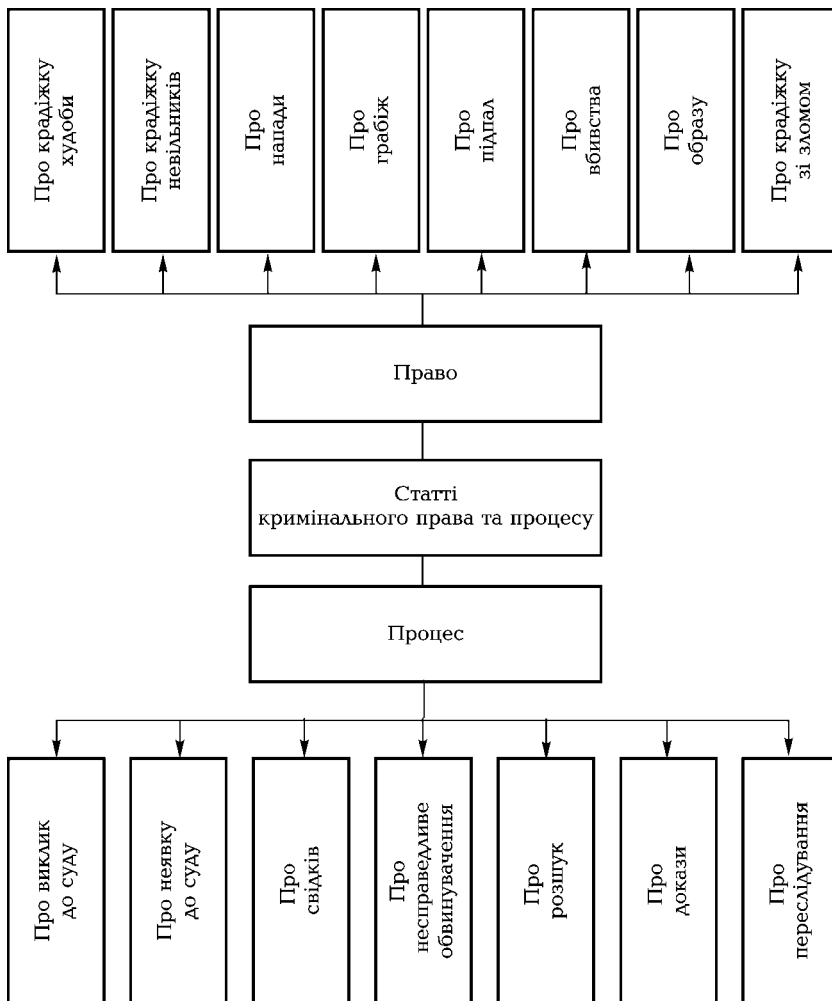 Про крадіжку
худоби
Про крадіжку
невільників
Про
напади
Про
грабіж
Про
підпал
Про
вбивства
Про
образу
Про крадіжку
зі зломом
Право
Статті
кримінального права та процесу
Процес
Про виклик
до суду
Про неявку
до суду
Про
свідків
Про
несправедливе
обвинувачення
Про
розшук
Про
докази
Про
переслідування